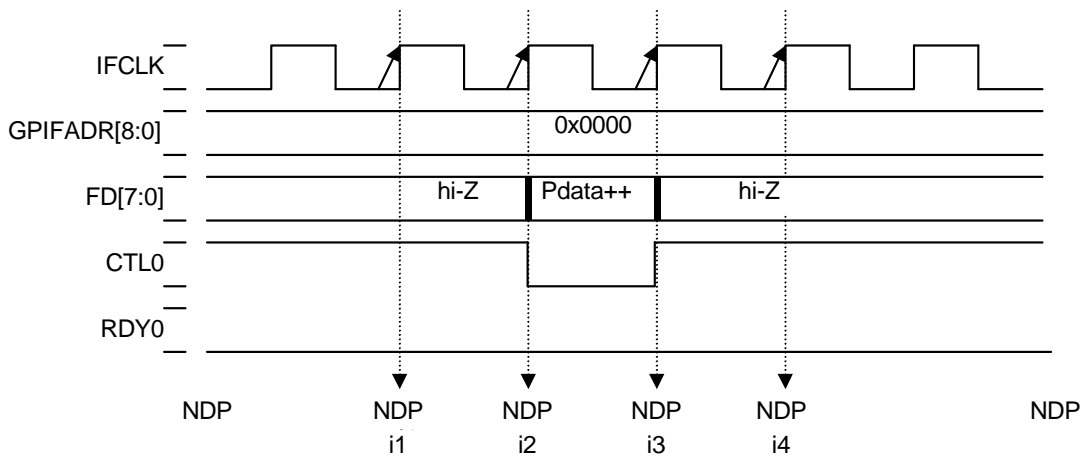 IFCLK
GPIFADR[8:0]
0x0000
FD[7:0]
hi-Z
Pdata++
hi-Z
CTL0
RDY0
NDP NDP NDP NDP NDP NDP
i1 i2 i3 i4